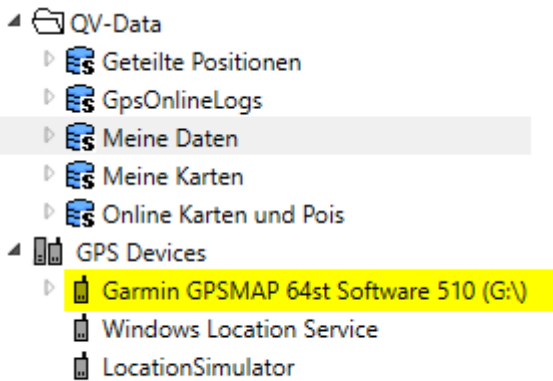 QV-Data
Geteilte Positionen
GpsOnlineLogs
Meine Daten
Meine Karten
Online Karten und Pois
GPS Devices
Garmin GPSMAP 64st Software 510 (G:\)
Windows Location Service
LocationSimulator